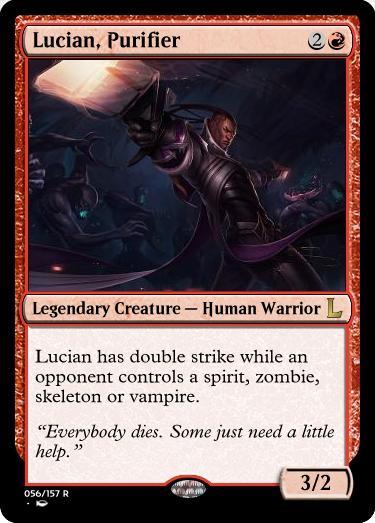 Lucian, Purifier 2
Legendary Creature — Human Warrior L
Lucian has double strike while an
opponent controls a spirit, zombie,
skeleton or vampire.
“Everybody dies. Some just need a little
help.”
3/2
056/157 R